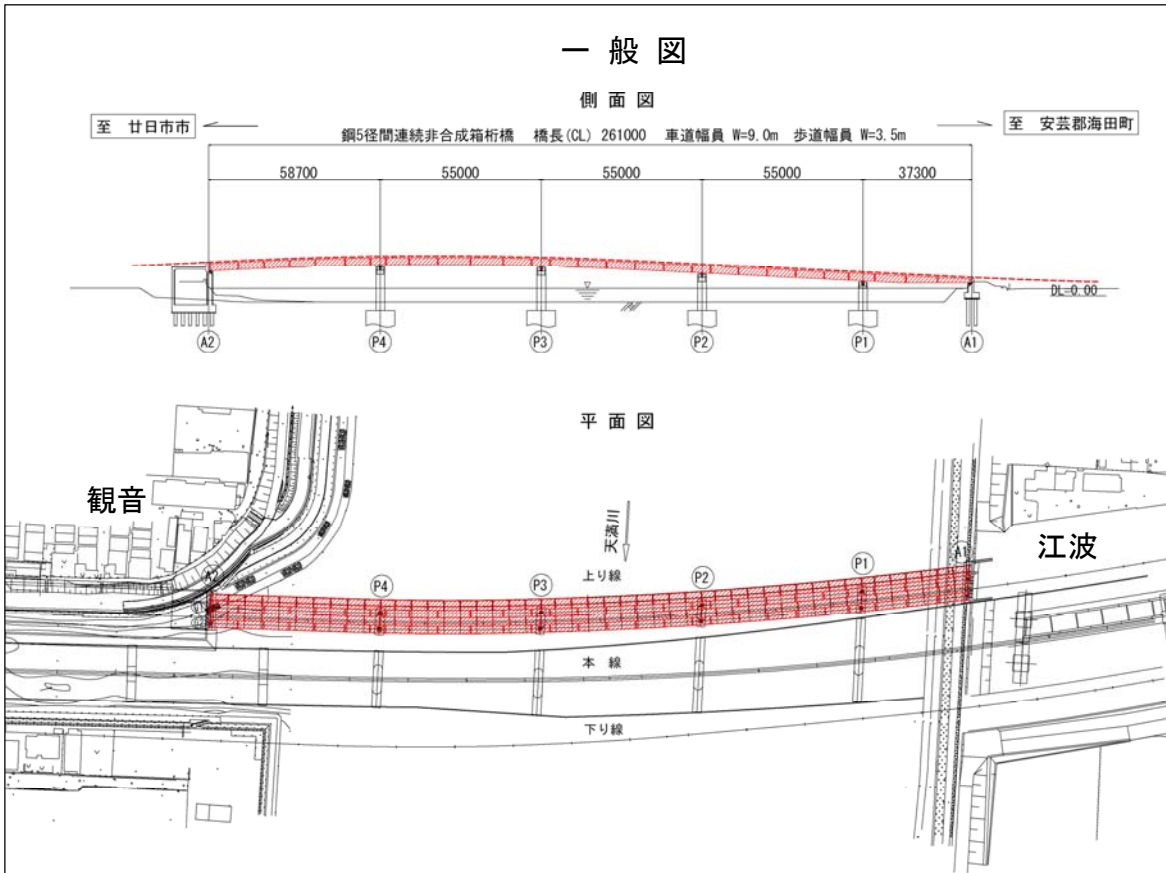 一般図
側面図
至 廿日市市
至 安芸郡海田町
鋼5径間連続非合成箱桁橋 橋長(CL) 261000 車道幅員 W=9.0m 歩道幅員 W=3.5m
58700 55000 55000 55000 37300
DL=0.00
A2 P4 P3 P2 P1 A1
平面図
観音
天満川
江波
上り線
A2 P4 P3 P2 P1 A1
本線
下り線